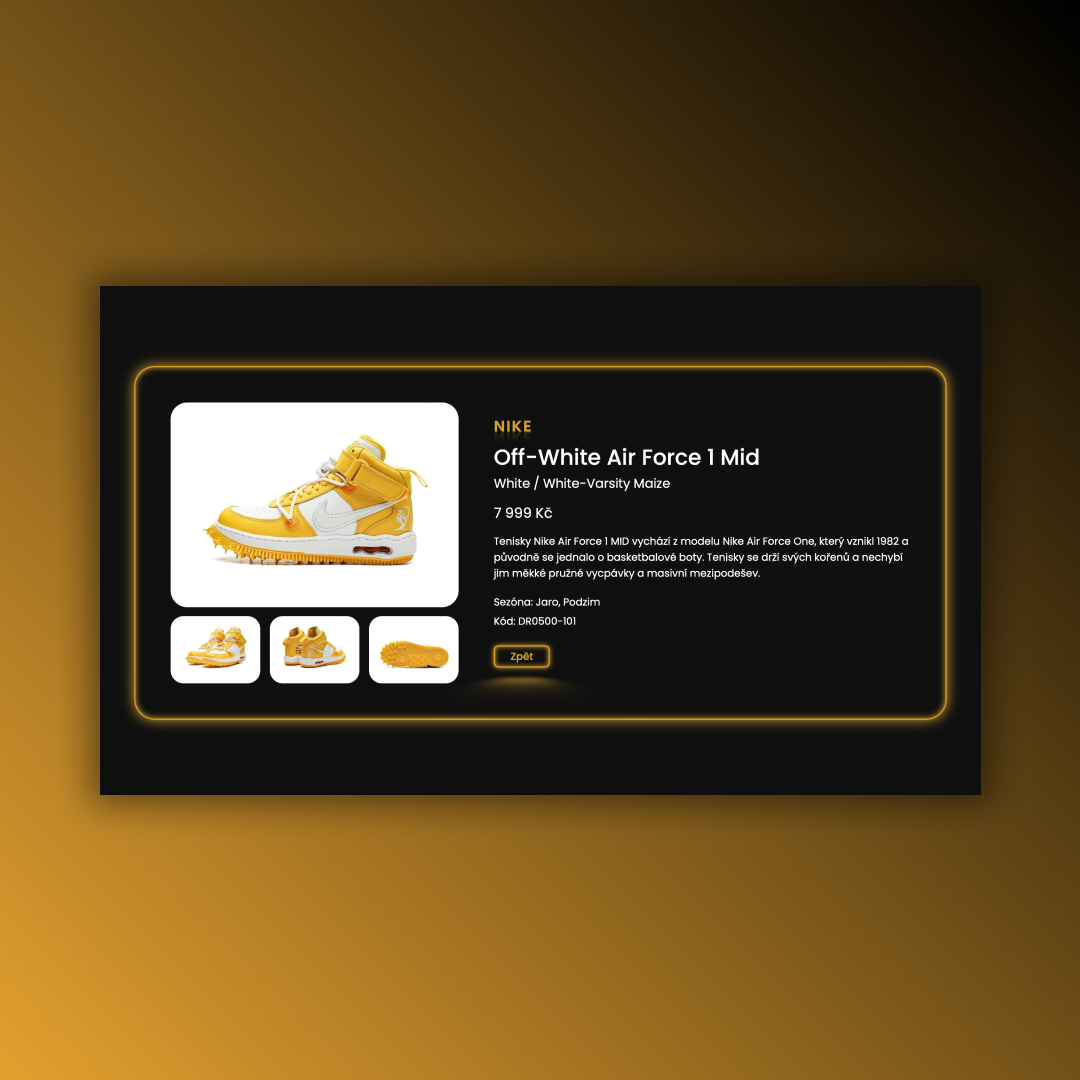 NIKE
Off-White Air Force 1 Mid
White / White-Varsity Maize
7 999 Kč
Tenisky Nike Air Force 1 MID vychází z modelu Nike Air Force One, který vznikl 1982 a
původně se jednalo o basketbalové boty. Tenisky se drží svých kořenů a nechybí
jim měkké pružné vycpávky a masivní mezipodešev.
Sezóna: Jaro, Podzim
Kód: DR0500-101
Zpět